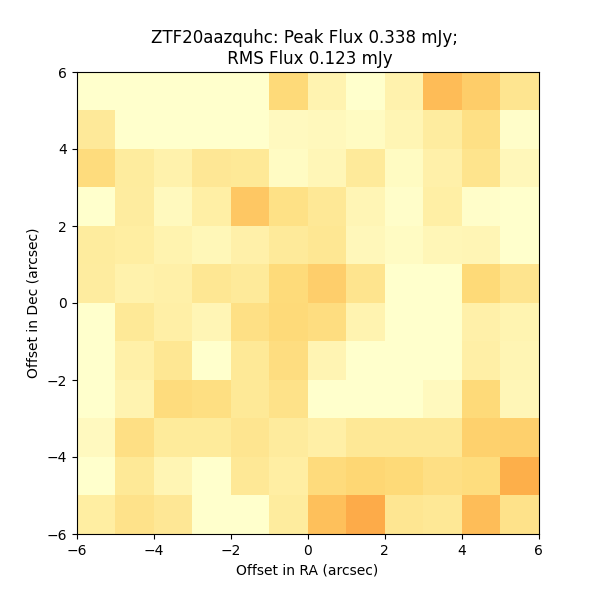 ZTF20aazquhc: Peak Flux 0.338 mJy;
RMS Flux 0.123 mJy
6
4
2
0
−2
−4
−6
Offset in Dec (arcsec)
−6 −4 −2 0 2 4 6
Offset in RA (arcsec)